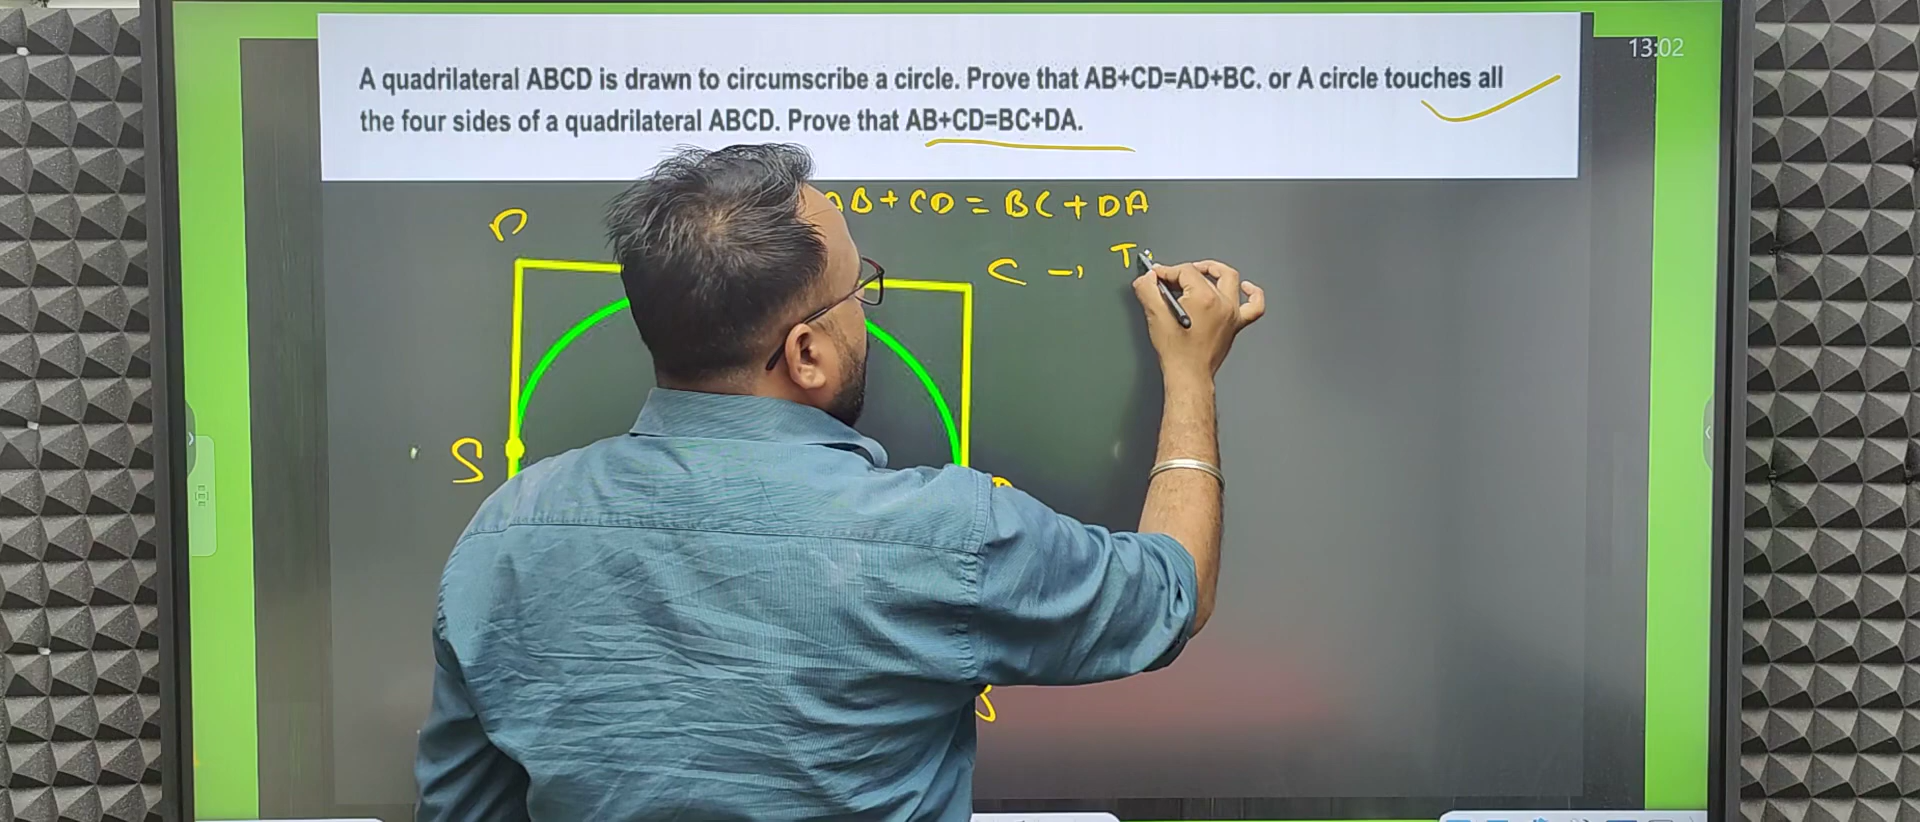 13:02
A quadrilateral ABCD is drawn to circumscribe a circle. Prove that AB+CD=AD+BC. or A circle touches all
the four sides of a quadrilateral ABCD. Prove that AB+CD=BC+DA.
AB+CD=BC+DA
D
C → T
S
B